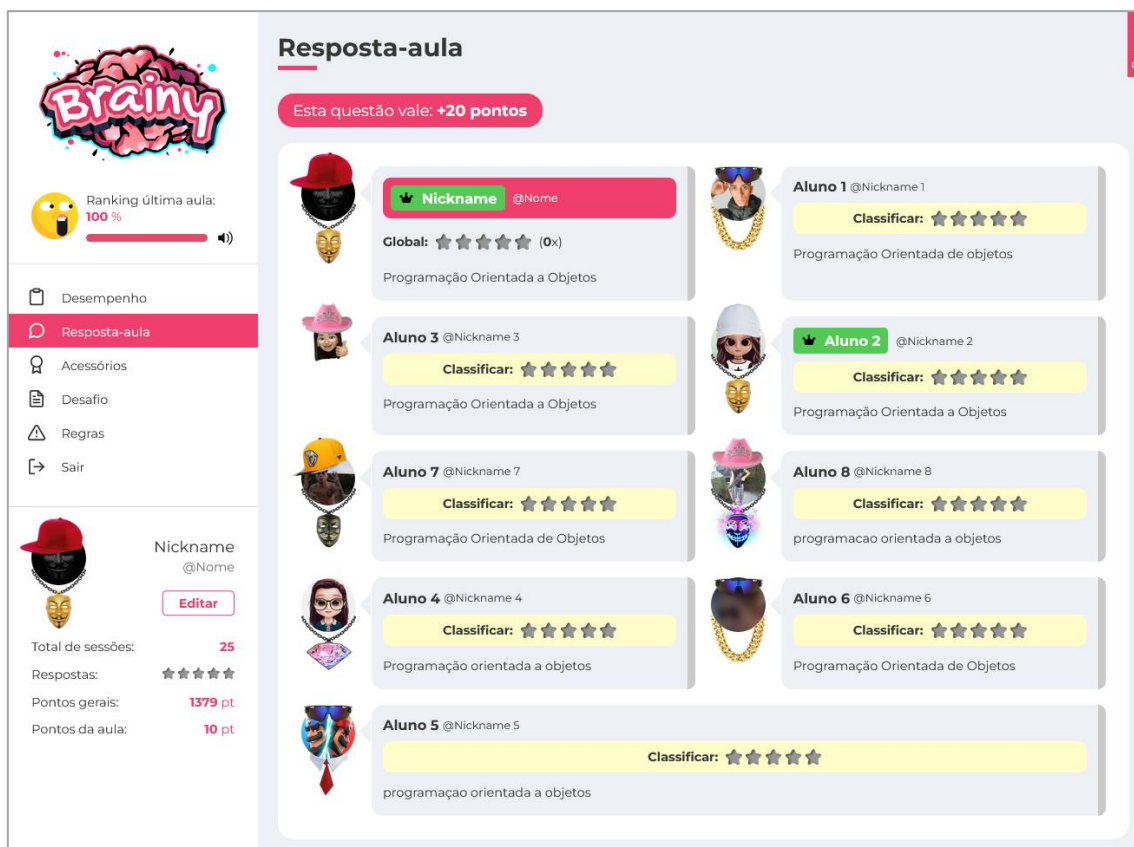 Brainy
Ranking última aula:
100 %
Desempenho
Resposta-aula
Acessórios
Desafio
Regras
Sair
Nickname
@Nome
Editar
Total de sessões: 25
Respostas:
Pontos gerais: 1379 pt
Pontos da aula: 10 pt
Resposta-aula
Esta questão vale: +20 pontos
Nickname @Nome
Global: (0x)
Programação Orientada a Objetos
Aluno 1 @Nickname 1
Classificar:
Programação Orientada de objetos
Aluno 3 @Nickname 3
Classificar:
Programação Orientada a Objetos
Aluno 2 @Nickname 2
Classificar:
Programação Orientada a Objetos
Aluno 7 @Nickname 7
Classificar:
Programação Orientada de Objetos
Aluno 8 @Nickname 8
Classificar:
programacao orientada a objetos
Aluno 4 @Nickname 4
Classificar:
Programação orientada a objetos
Aluno 6 @Nickname 6
Classificar:
Programação Orientada de Objetos
Aluno 5 @Nickname 5
Classificar:
programaçao orientada a objetos